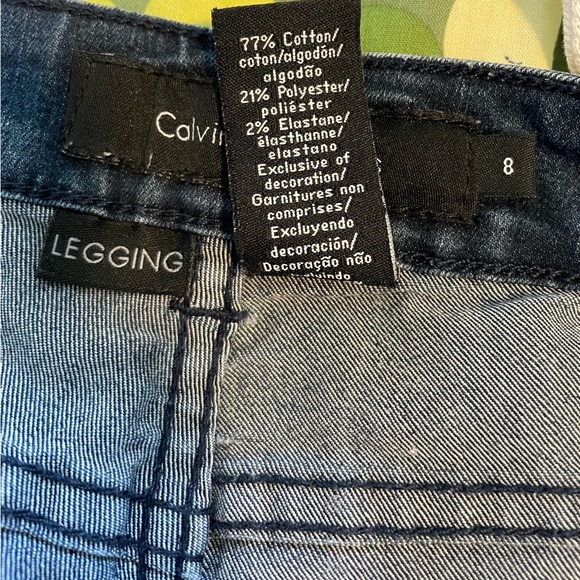 77% Cotton/
coton/algodón/
algodão
21% Polyester/
poliéster
2% Elastane/
élasthanne/
elastano
Exclusive of
decoration/
Garnitures non
comprises/
Excluyendo
decoración/
Decoração não
Calvin
8
LEGGING